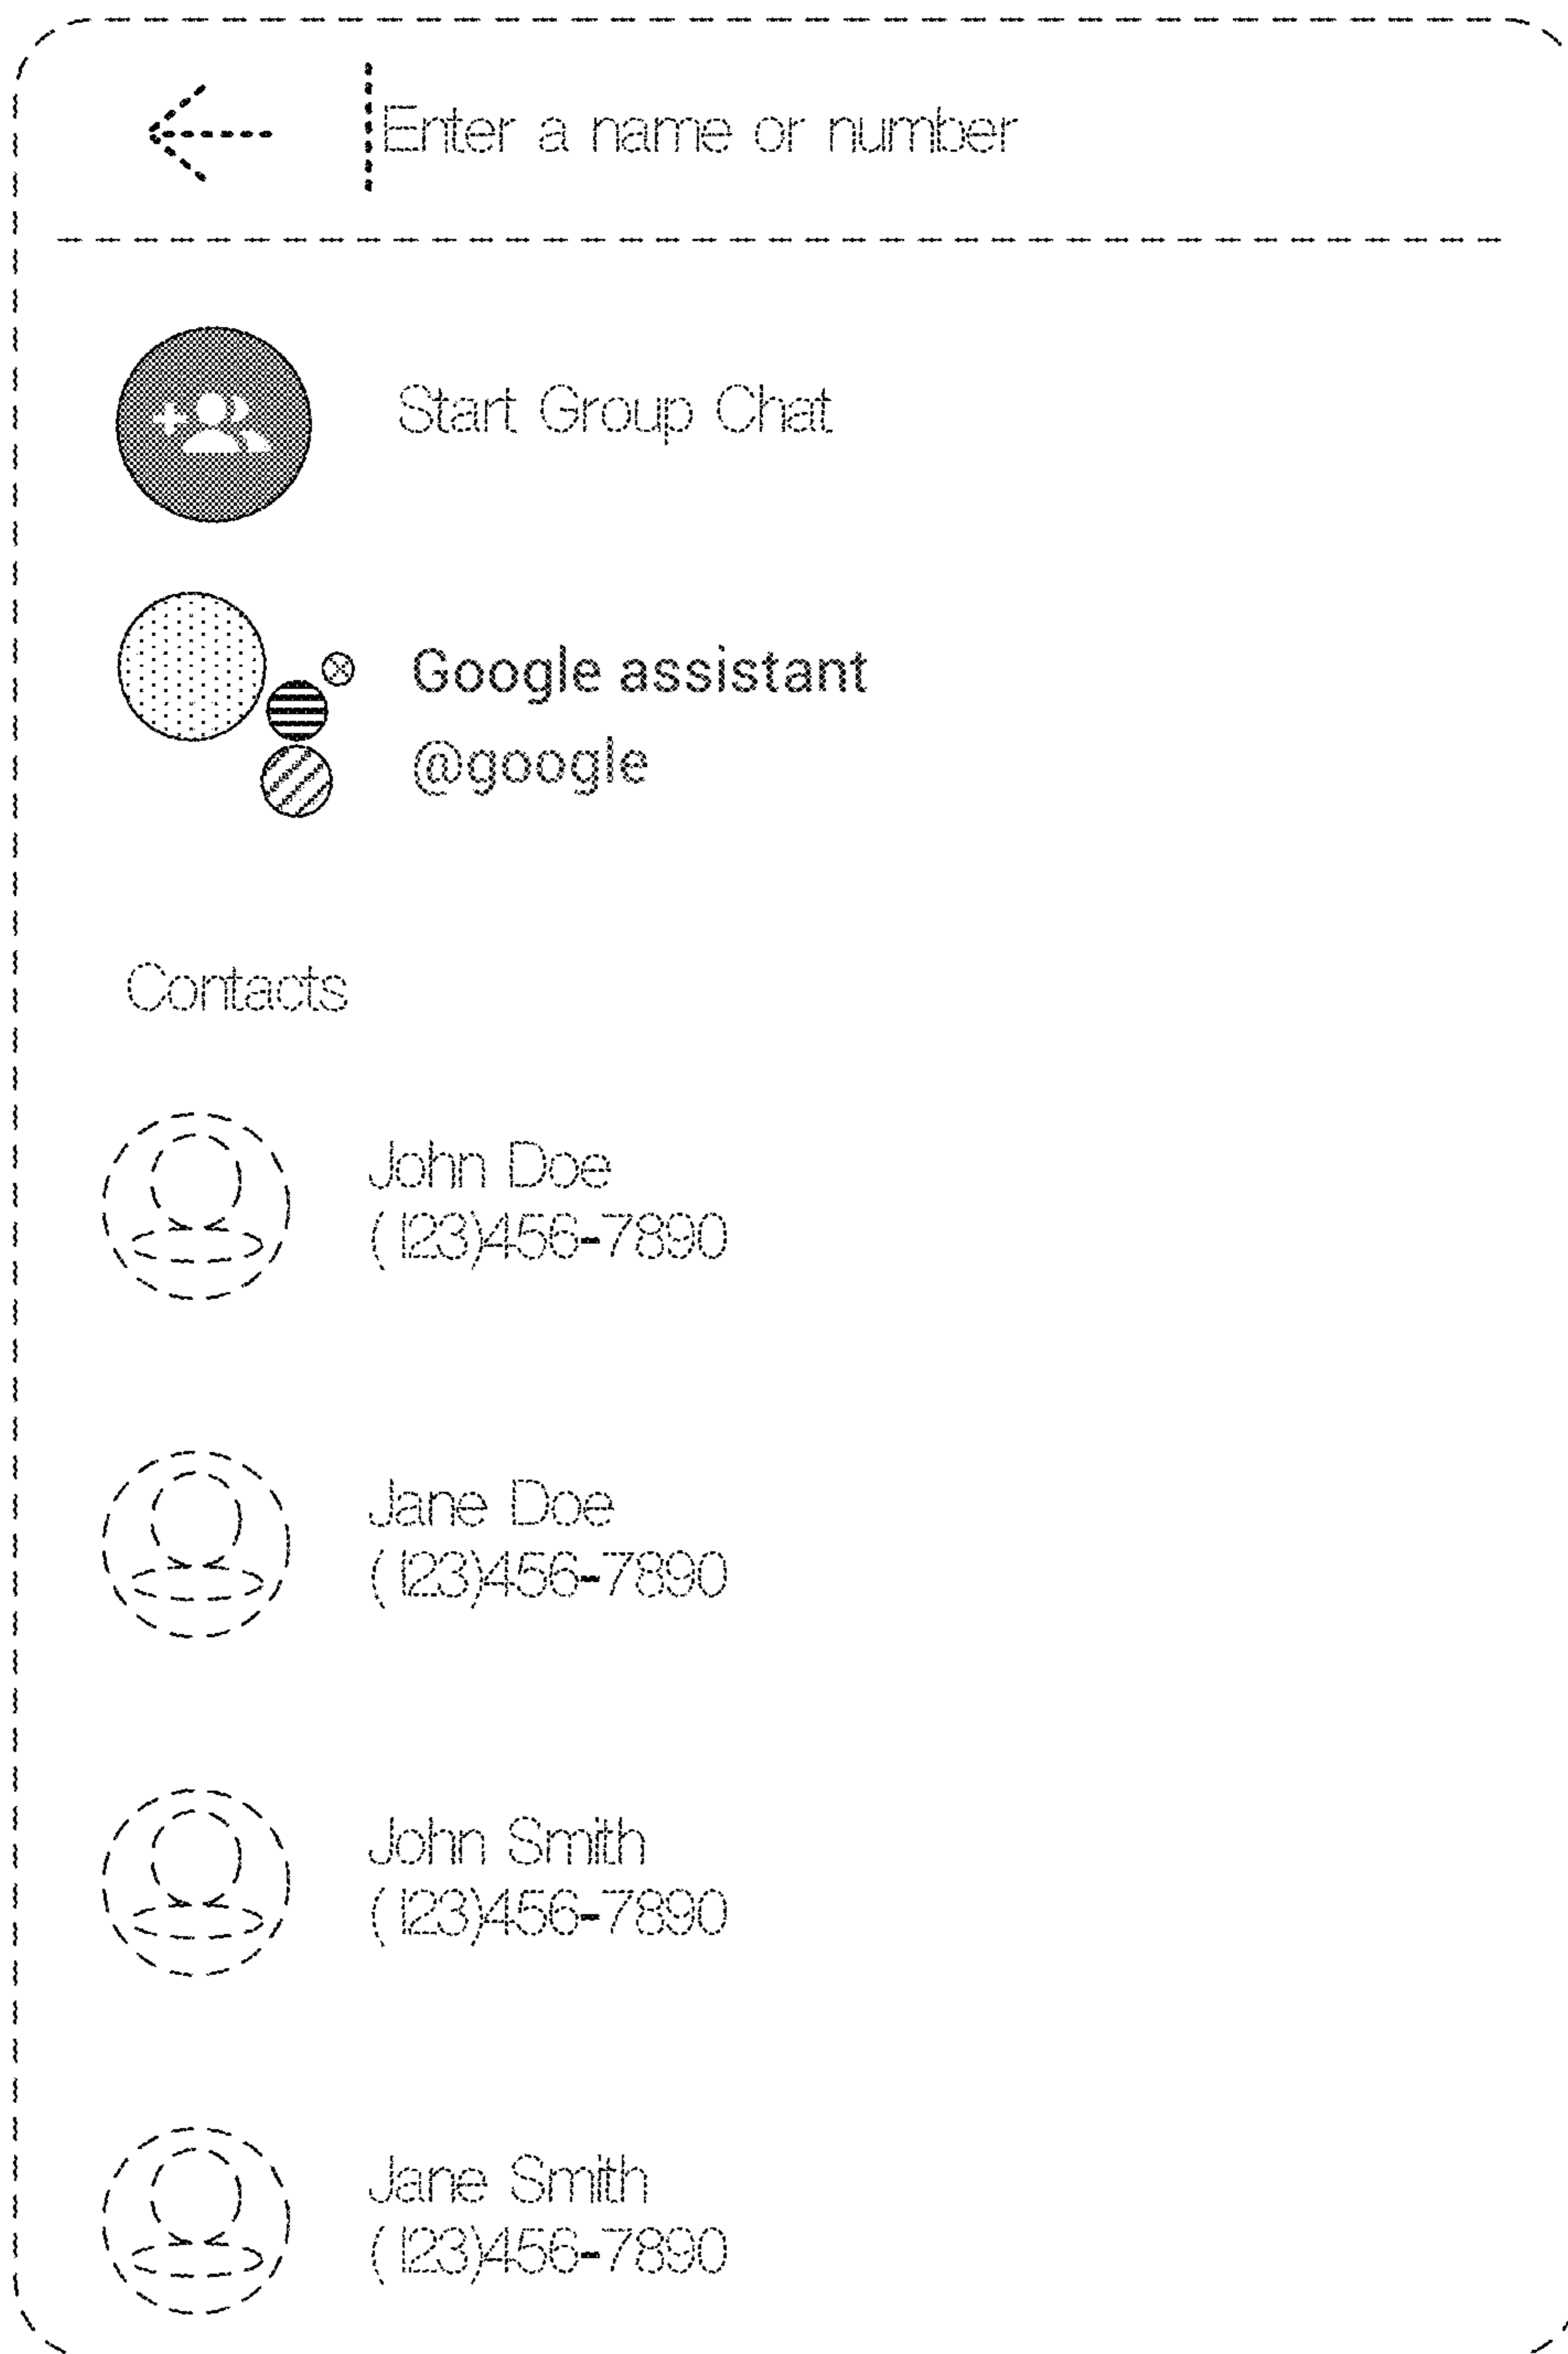 Enter a name or number
Start Group Chat
Google assistant
@google
Contacts
John Doe
(123)456-7890
Jane Doe
(123)456-7890
John Smith
(123)456-7890
Jane Smith
(123)456-7890